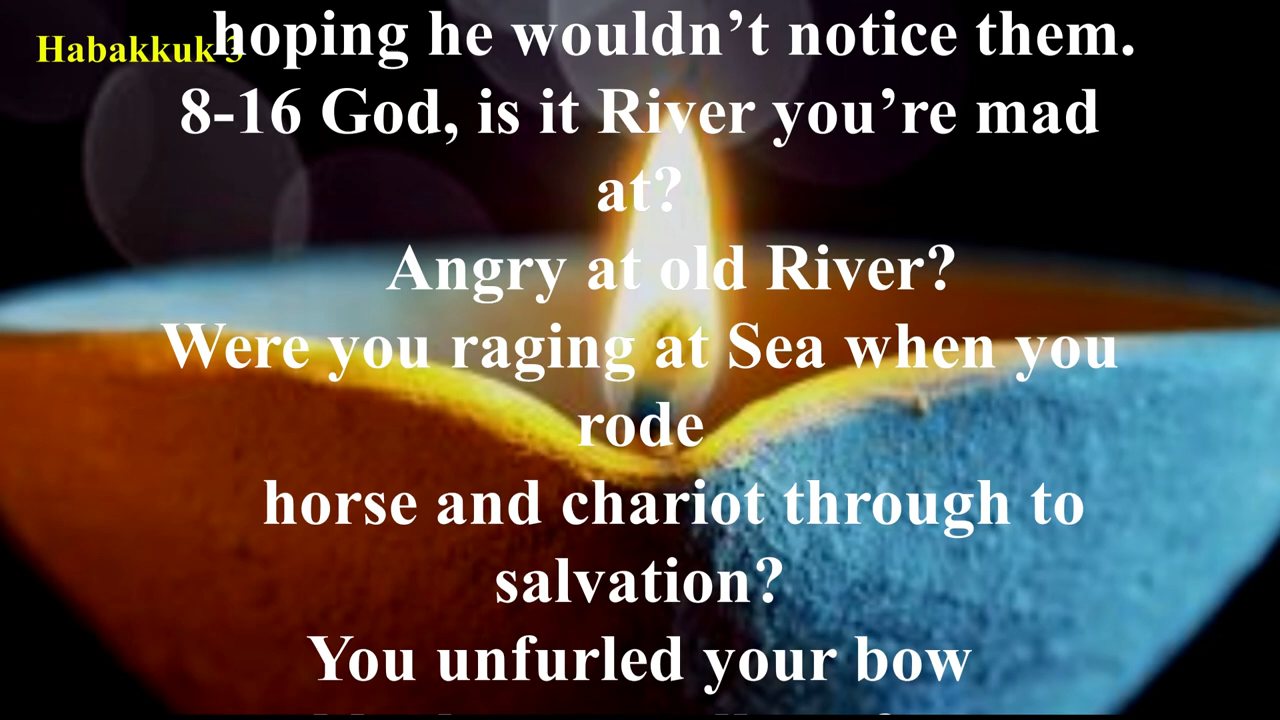 Habakkuk 3
hoping he wouldn’t notice them.
8-16 God, is it River you’re mad
at?
Angry at old River?
Were you raging at Sea when you
rode
horse and chariot through to
salvation?
You unfurled your bow